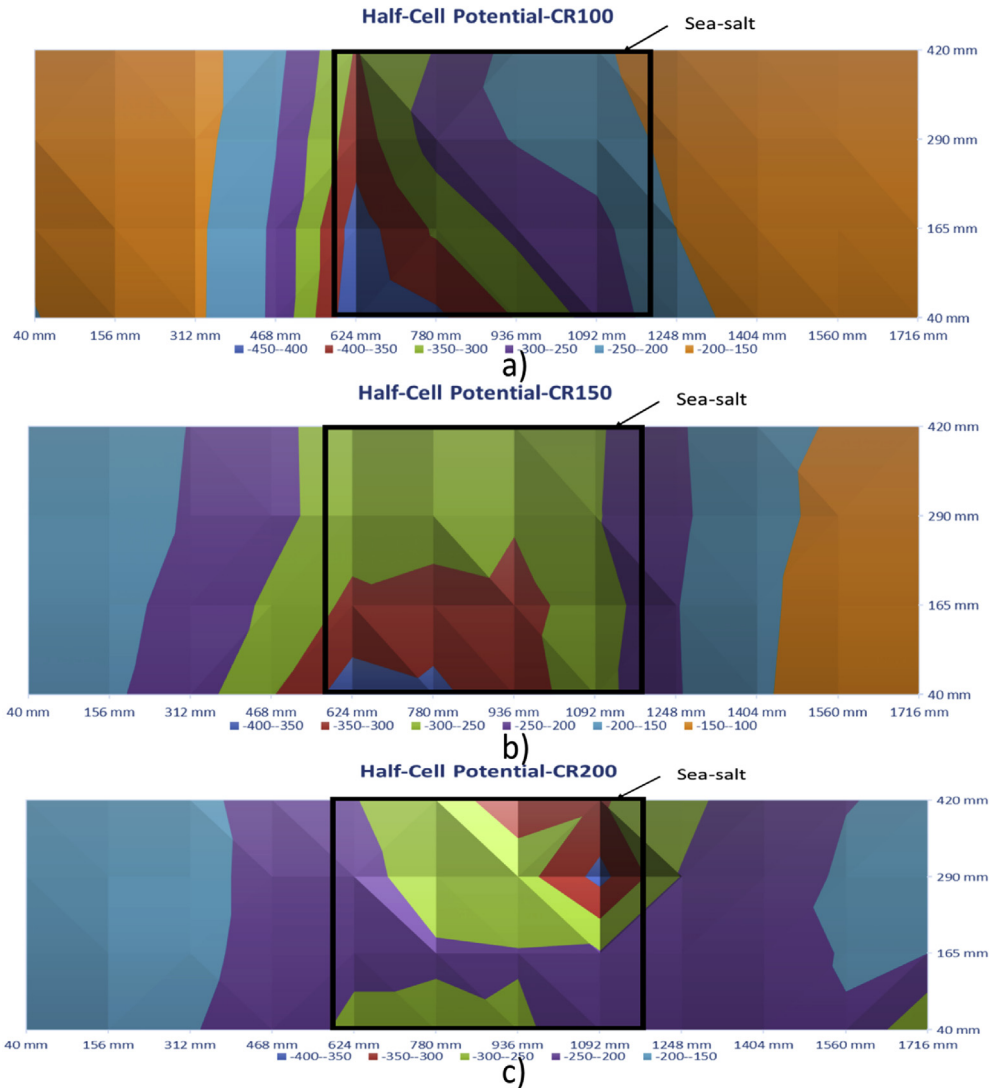 Half-Cell Potential-CR100
Sea-salt
420 mm
290 mm
165 mm
40 mm
40 mm 156 mm 312 mm 468 mm 624 mm 780 mm 936 mm 1092 mm 1248 mm 1404 mm 1560 mm 1716 mm
-450--400 -400--350 -350--300 -300--250 -250--200 -200--150
a)
Half-Cell Potential-CR150
Sea-salt
420 mm
290 mm
165 mm
40 mm
40 mm 156 mm 312 mm 468 mm 624 mm 780 mm 936 mm 1092 mm 1248 mm 1404 mm 1560 mm 1716 mm
-400--350 -350--300 -300--250 -250--200 -200--150 -150--100
b)
Half-Cell Potential-CR200
Sea-salt
420 mm
290 mm
165 mm
40 mm
40 mm 156 mm 312 mm 468 mm 624 mm 780 mm 936 mm 1092 mm 1248 mm 1404 mm 1560 mm 1716 mm
-400--350 -350--300 -300--250 -250--200 -200--150
c)